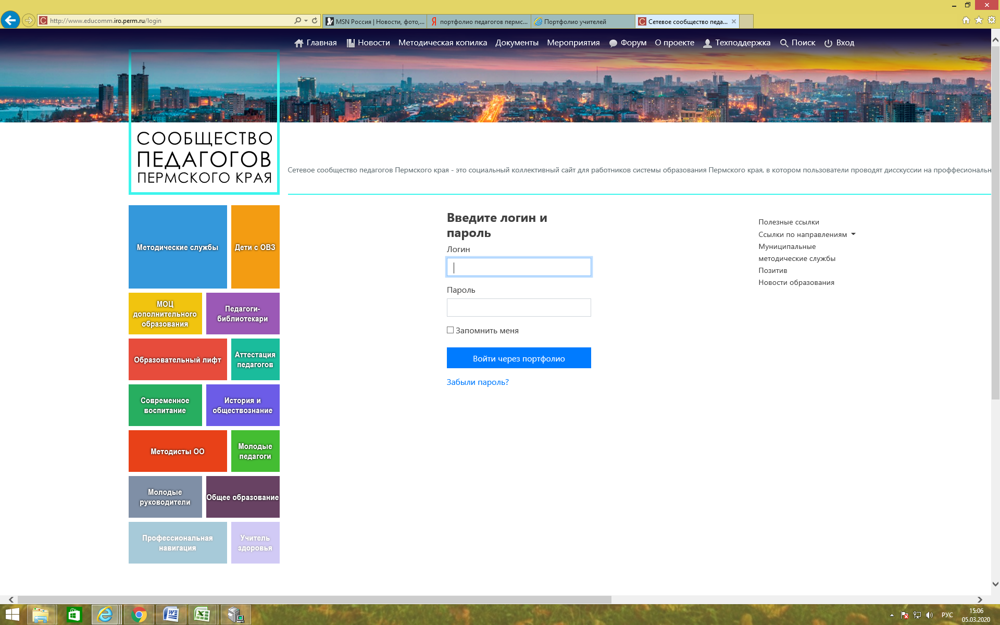 http://www.educomm.iro.perm.ru/login
MSN Россия | Новости, фото,...
портфолио педагогов пермс...
Портфолио учителей
Сетевое сообщество педа...
Главная
Новости
Методическая копилка
Документы
Мероприятия
Форум
О проекте
Техподдержка
Поиск
Вход
СООБЩЕСТВО
ПЕДАГОГОВ
ПЕРМСКОГО КРАЯ
Сетевое сообщество педагогов Пермского края - это социальный коллективный сайт для работников системы образования Пермского края, в котором пользователи проводят дисскуссии на проффесиональн
Методические службы
Дети с ОВЗ
МОЦ
дополнительного
образования
Педагоги-
библиотекари
Образовательный лифт
Аттестация
педагогов
Современное
воспитание
История и
обществознание
Методисты ОО
Молодые
педагоги
Молодые
руководители
Общее образование
Профессиональная
навигация
Учитель
здоровья
Введите логин и
пароль
Логин
Пароль
Запомнить меня
Войти через портфолио
Забыли пароль?
Полезные ссылки
Ссылки по направлениям
Муниципальные
методические службы
Позитив
Новости образования
РУС
15:06
05.03.2020